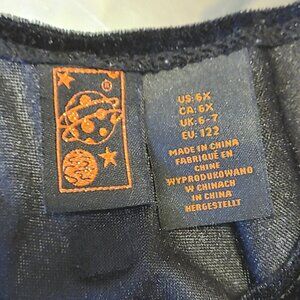 ®
US: 6X
CA: 6X
UK: 6-7
EU: 122
MADE IN CHINA
FABRIQUÉ EN
CHINE
WYPRODUKOWANO
W CHINACH
IN CHINA
HERGESTELLT